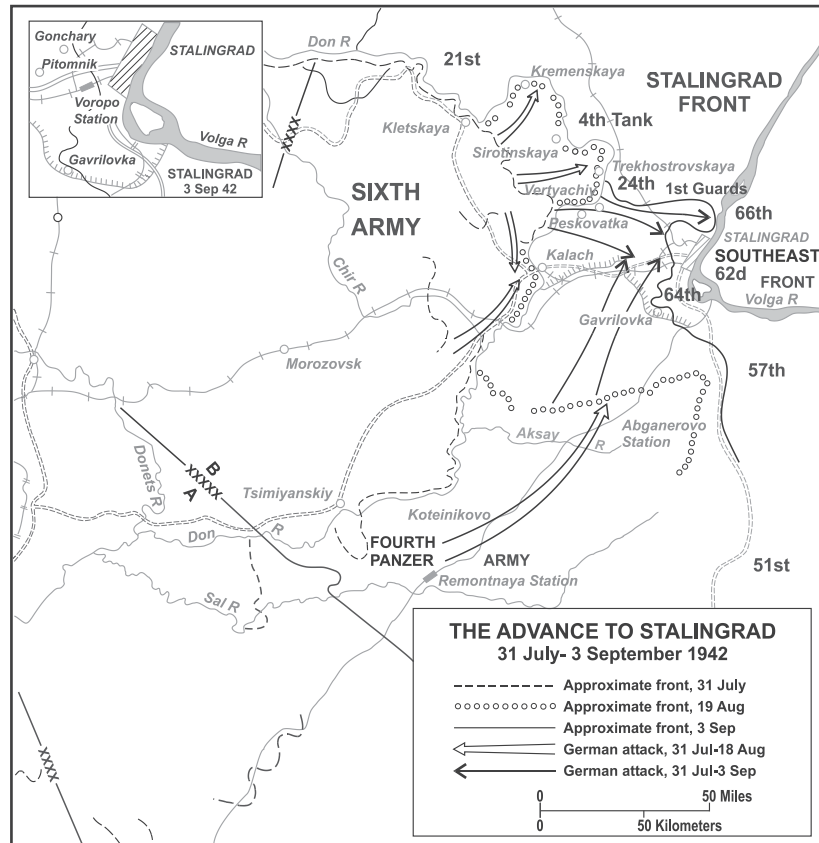 Gonchary
Pitomnik
STALINGRAD
Voropo
Station
Gavrilovka
Volga R
STALINGRAD
3 Sep 42
Don R
21st
XXXX
Kletskaya
Kremenskaya
STALINGRAD
FRONT
4th Tank
Sirotinskaya
Trekhostrovskaya
Vertyachiy
24th
1st Guards
SIXTH
ARMY
66th
Peskovatka
STALINGRAD
SOUTHEAST
FRONT
62d
Kalach
Chir R
64th
Volga R
Gavrilovka
Morozovsk
57th
Aksay
R
Abganerovo
Station
Donets R
B
XXXXX
A
Tsimiyanskiy
Don
R
Koteinikovo
FOURTH
PANZER
ARMY
Remontnaya Station
51st
Sal R
XXXX
THE ADVANCE TO STALINGRAD
31 July- 3 September 1942
Approximate front, 31 July
Approximate front, 19 Aug
Approximate front, 3 Sep
German attack, 31 Jul-18 Aug
German attack, 31 Jul-3 Sep
0
50 Miles
0
50 Kilometers